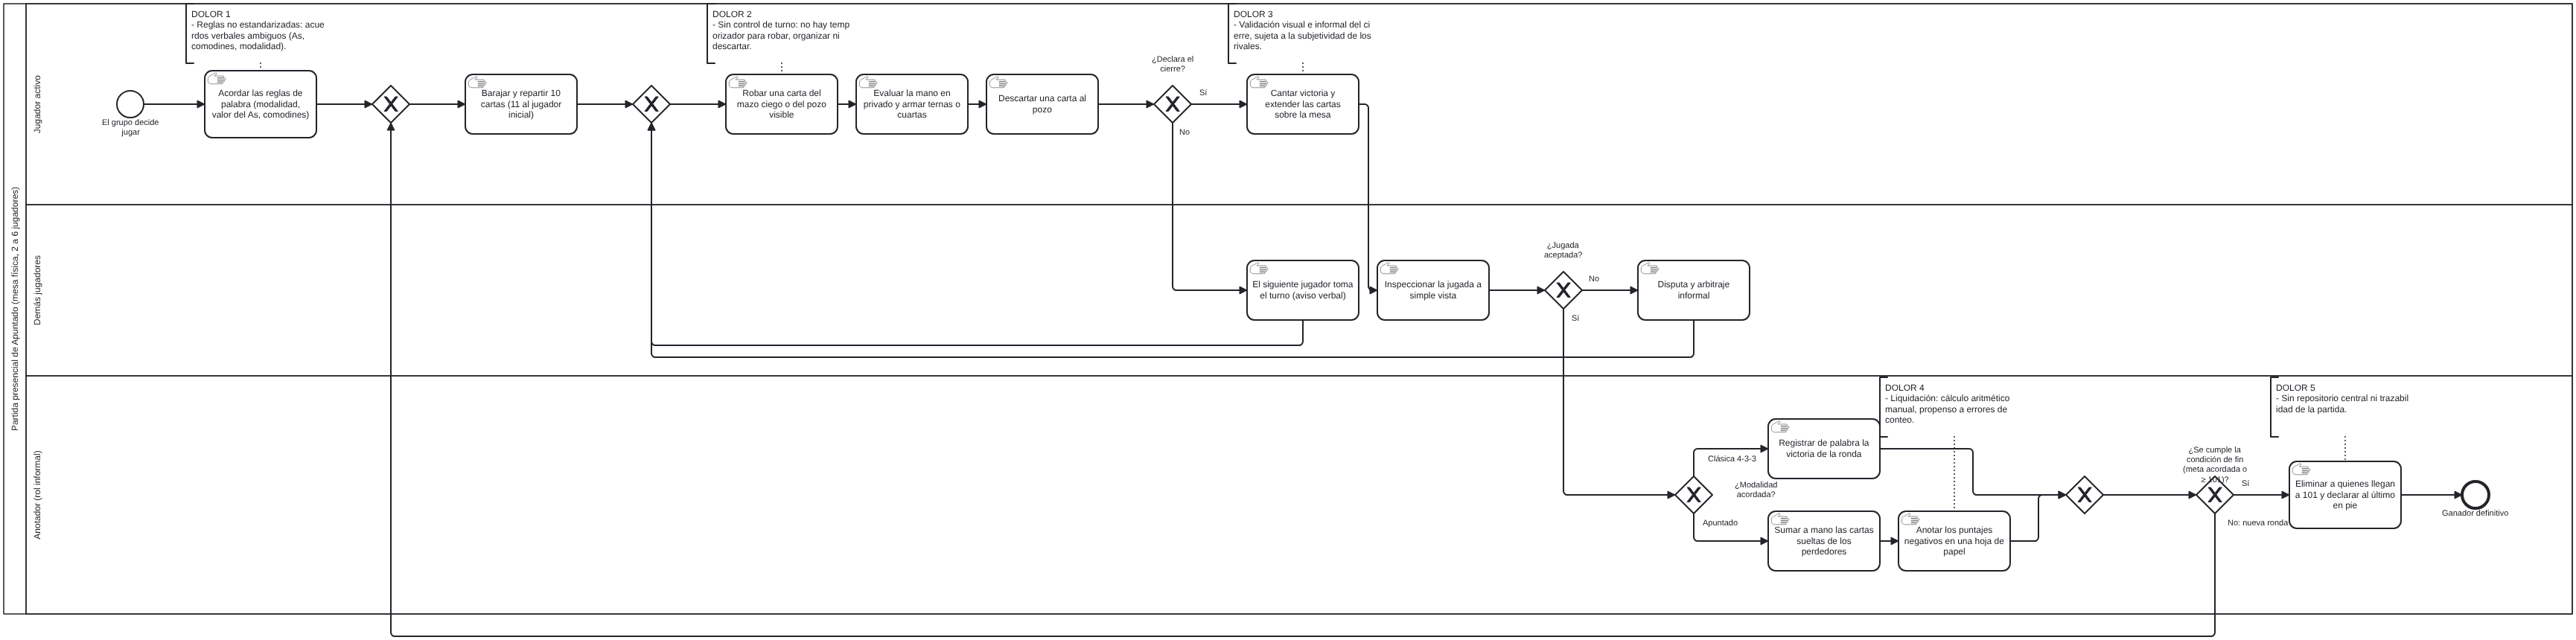 Partida presencial de Apuntado (mesa física, 2 a 6 jugadores)
Jugador activo
DOLOR 1
- Reglas no estandarizadas: acue
rdos verbales ambiguos (As,
comodines, modalidad).
DOLOR 2
- Sin control de turno: no hay temp
orizador para robar, organizar ni
descartar.
DOLOR 3
- Validación visual e informal del ci
erre, sujeta a la subjetividad de los
rivales.
El grupo decide
jugar
Acordar las reglas de
palabra (modalidad,
valor del As, comodines)
Barajar y repartir 10
cartas (11 al jugador
inicial)
Robar una carta del
mazo ciego o del pozo
visible
Evaluar la mano en
privado y armar ternas o
cuartas
Descartar una carta al
pozo
¿Declara el
cierre?
Sí
No
Cantar victoria y
extender las cartas
sobre la mesa
Demás jugadores
El siguiente jugador toma
el turno (aviso verbal)
Inspeccionar la jugada a
simple vista
¿Jugada
aceptada?
No
Sí
Disputa y arbitraje
informal
Anotador (rol informal)
DOLOR 4
- Liquidación: cálculo aritmético
manual, propenso a errores de
conteo.
DOLOR 5
- Sin repositorio central ni trazabil
idad de la partida.
Clásica 4-3-3
¿Modalidad
acordada?
Apuntado
Registrar de palabra la
victoria de la ronda
Sumar a mano las cartas
sueltas de los
perdedores
Anotar los puntajes
negativos en una hoja de
papel
¿Se cumple la
condición de fin
(meta acordada o
≥ 101)?
Sí
No: nueva ronda
Eliminar a quienes llegan
a 101 y declarar al último
en pie
Ganador definitivo